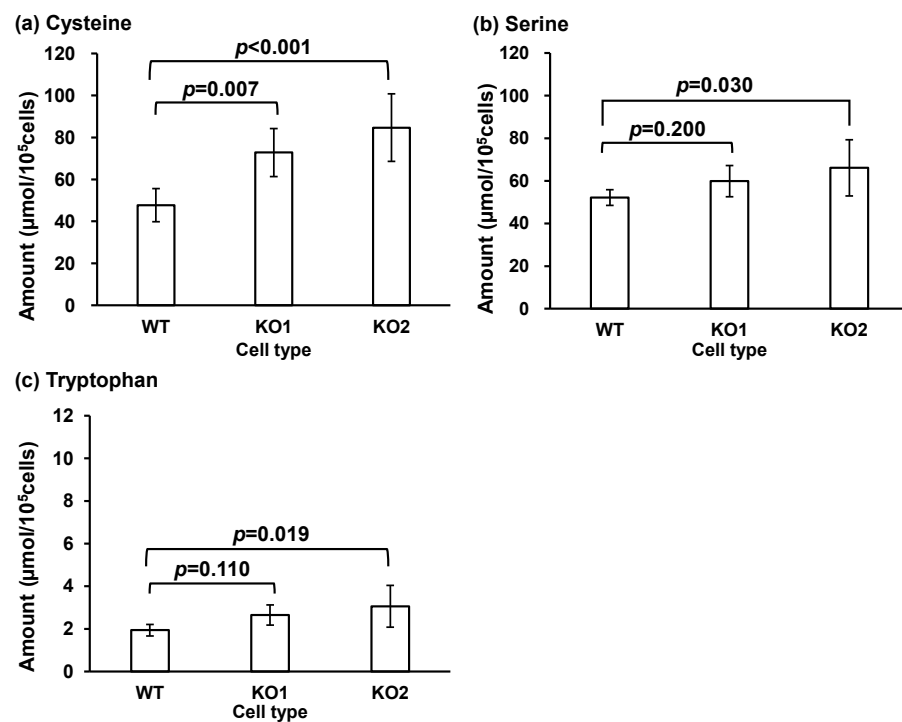 (a) Cysteine
120
100
80
60
40
20
0
Amount (μmol/10⁵cells)
p<0.001
p=0.007
WT KO1 KO2
Cell type
(b) Serine
120
100
80
60
40
20
0
Amount (μmol/10⁵cells)
p=0.030
p=0.200
WT KO1 KO2
Cell type
(c) Tryptophan
12
10
8
6
4
2
0
Amount (μmol/10⁵cells)
p=0.019
p=0.110
WT KO1 KO2
Cell type